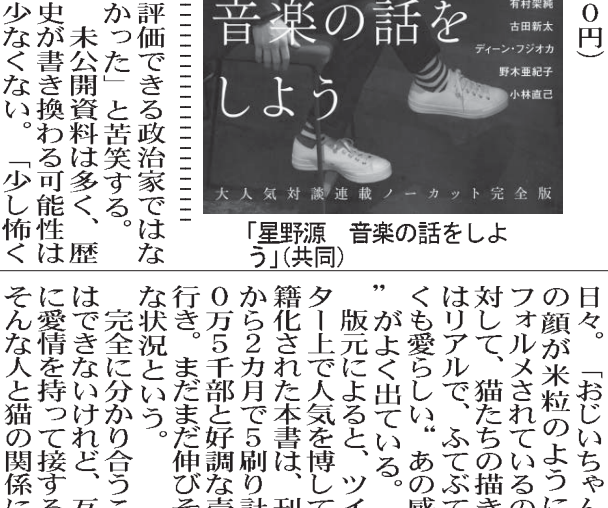 0円）
有村架純
古田新太
ディーン・フジオカ
野木亜紀子
小林直己
音楽の話を
しよう
大人気対談連載ノーカット完全版
「星野源　音楽の話をしよ
う」(共同)
評価できる政治家ではな
かった」と苦笑する。
未公開資料は多く、歴
史が書き換わる可能性は
少なくない。「少し怖く
日々。「おじいちゃん
の顔が米粒のように
フォルメされているの
対して、猫たちの描き
はリアルで、ふてぶて
くも愛らしい“あの感
”がよく出ている。
版元によると、ツイ
ター上で人気を博して
籍化された本書は、刊
から2カ月で5刷り計
0万5千部と好調な売
行き。まだまだ伸びそ
な状況という。
完全に分かり合うこ
はできないけれど、互
に愛情を持って接する
そんな人と猫の関係に